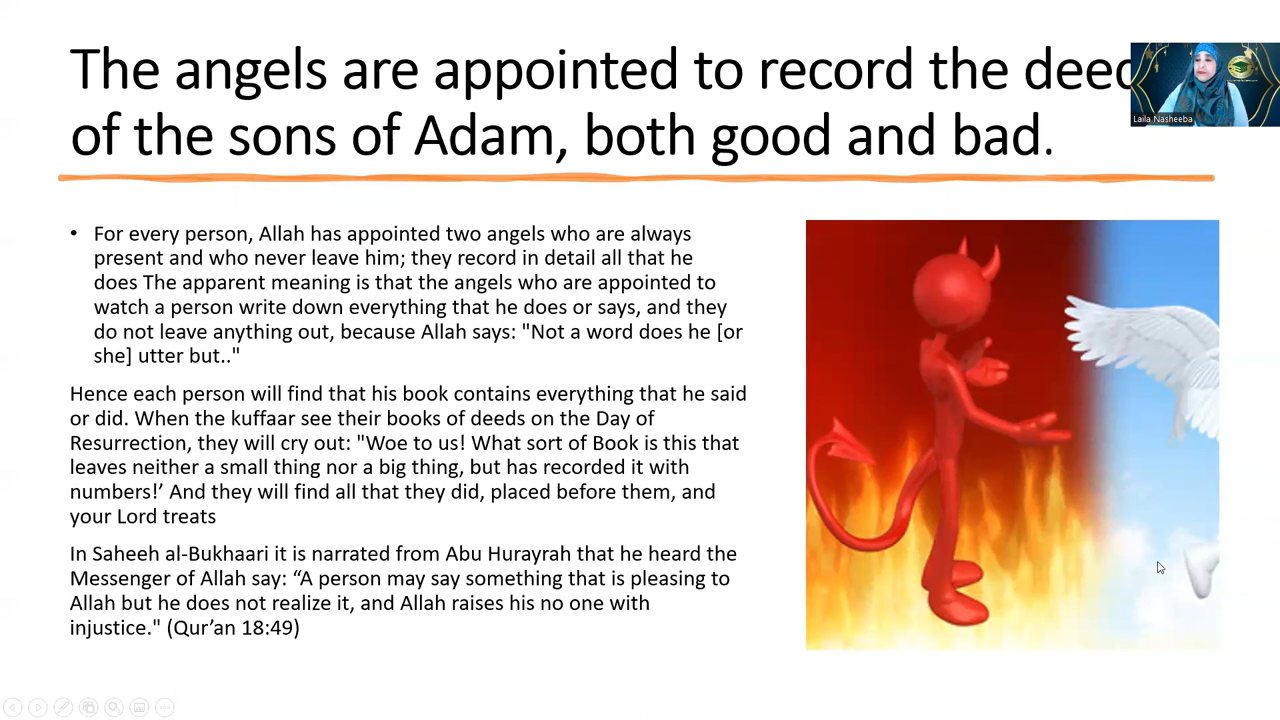 The angels are appointed to record the deed
of the sons of Adam, both good and bad.
Laila Nasheeba
• For every person, Allah has appointed two angels who are always
present and who never leave him; they record in detail all that he
does The apparent meaning is that the angels who are appointed to
watch a person write down everything that he does or says, and they
do not leave anything out, because Allah says: "Not a word does he [or
she] utter but.."
Hence each person will find that his book contains everything that he said
or did. When the kuffaar see their books of deeds on the Day of
Resurrection, they will cry out: "Woe to us! What sort of Book is this that
leaves neither a small thing nor a big thing, but has recorded it with
numbers!’ And they will find all that they did, placed before them, and
your Lord treats
In Saheeh al-Bukhaari it is narrated from Abu Hurayrah that he heard the
Messenger of Allah say: “A person may say something that is pleasing to
Allah but he does not realize it, and Allah raises his no one with
injustice." (Qur’an 18:49)